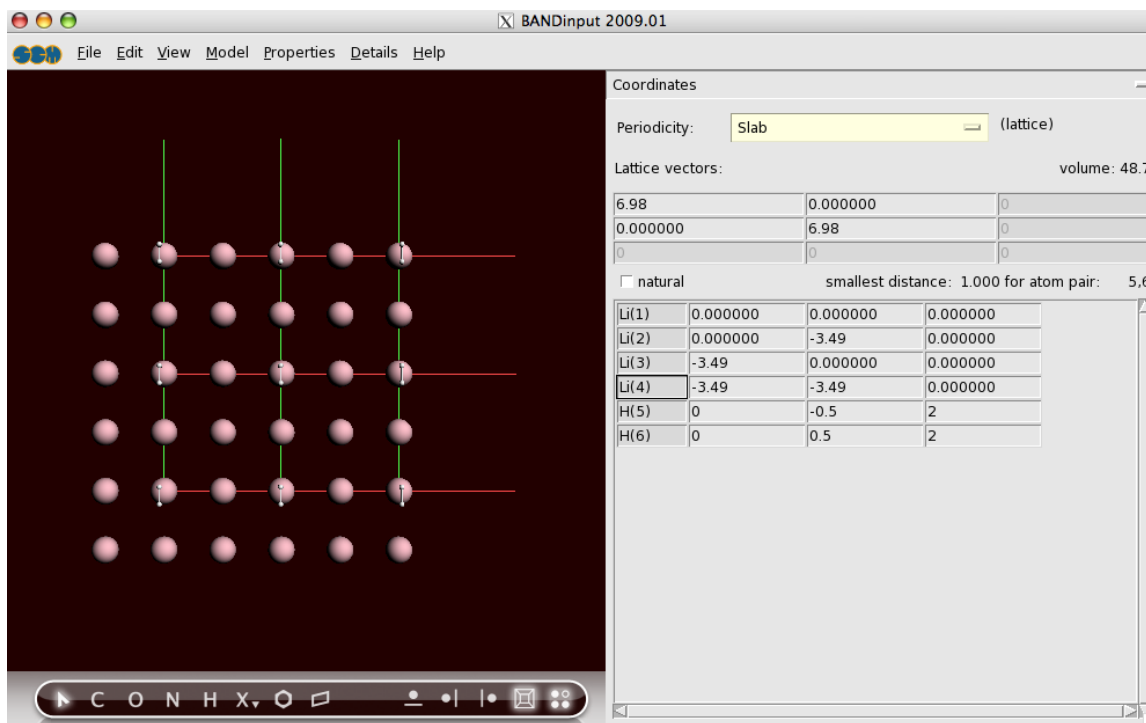 X BANDinput 2009.01
SCM File Edit View Model Properties Details Help
Coordinates
Periodicity: Slab (lattice)
Lattice vectors: volume: 48.7
6.98 0.000000 0
0.000000 6.98 0
0 0 0
natural smallest distance: 1.000 for atom pair: 5,6
Li(1) 0.000000 0.000000 0.000000
Li(2) 0.000000 -3.49 0.000000
Li(3) -3.49 0.000000 0.000000
Li(4) -3.49 -3.49 0.000000
H(5) 0 -0.5 2
H(6) 0 0.5 2
C O N H X